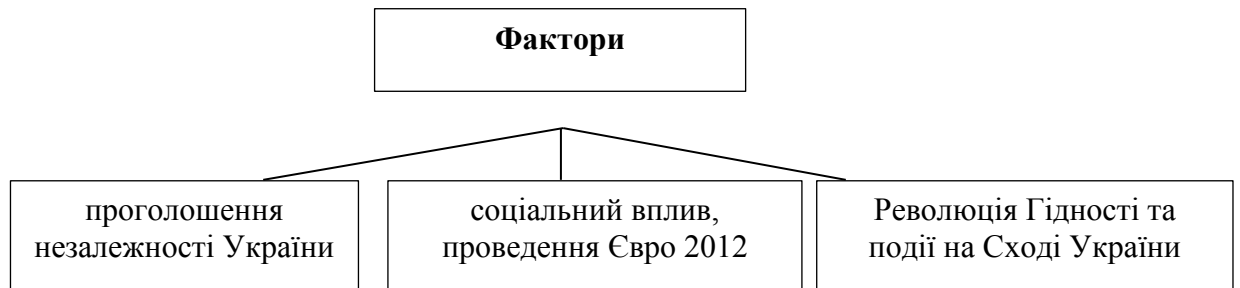 Фактори
проголошення
незалежності України
соціальний вплив,
проведення Євро 2012
Революція Гідності та
події на Сході України